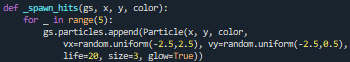 def _spawn_hits(gs, x, y, color):
    for _ in range(5):
        gs.particles.append(Particle(x, y, color,
            vx=random.uniform(-2.5,2.5), vy=random.uniform(-2.5,0.5),
            life=20, size=3, glow=True))